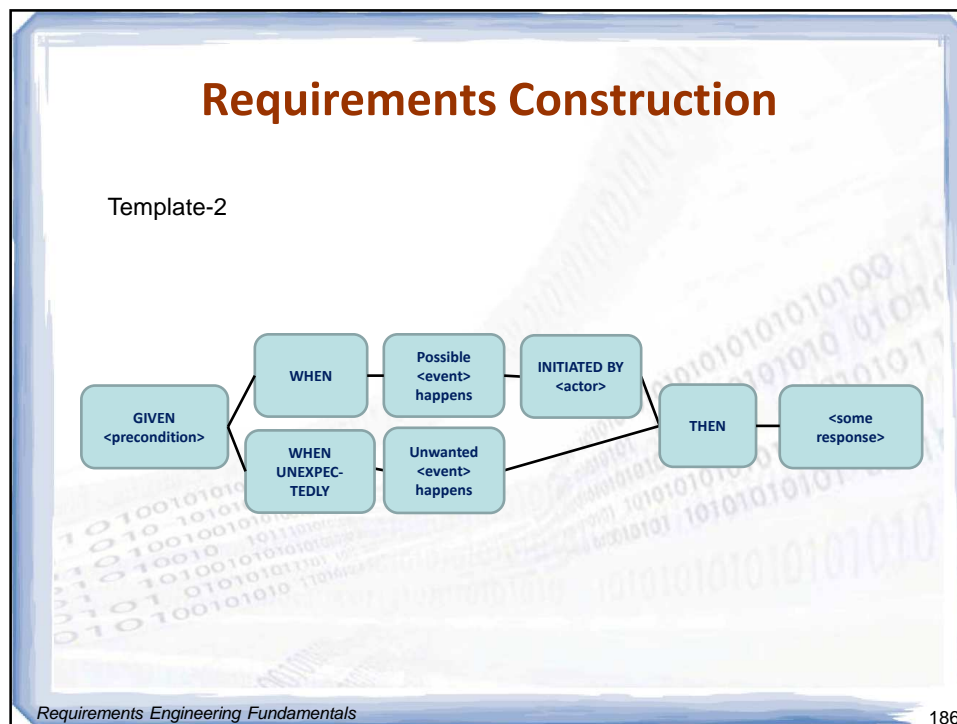 Requirements Construction
Template-2
GIVEN
<precondition>
WHEN
Possible
<event>
happens
INITIATED BY
<actor>
WHEN
UNEXPEC-
TEDLY
Unwanted
<event>
happens
THEN
<some
response>
Requirements Engineering Fundamentals
186